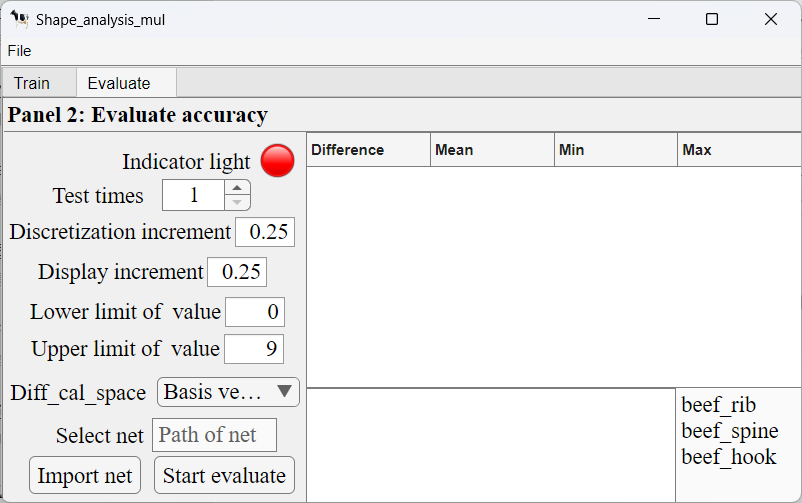 Shape_analysis_mul
File
Train Evaluate
Panel 2: Evaluate accuracy
Indicator light
Test times 1
Discretization increment 0.25
Display increment 0.25
Lower limit of value 0
Upper limit of value 9
Diff_cal_space Basis ve...
Select net Path of net
Import net Start evaluate
Difference Mean Min Max
beef_rib
beef_spine
beef_hook